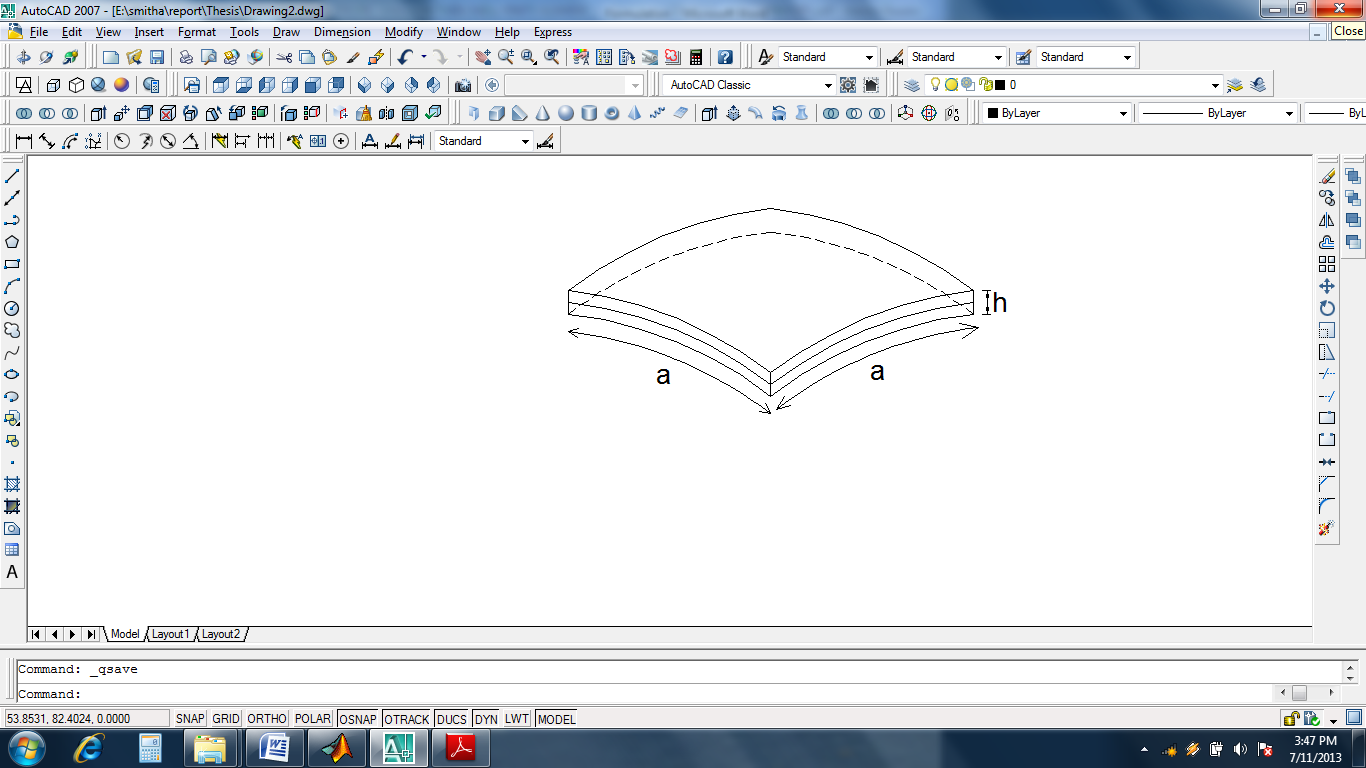 AutoCAD 2007 - [E:\smitha\report\Thesis\Drawing2.dwg]
File Edit View Insert Format Tools Draw Dimension Modify Window Help Express
Close
Standard Standard Standard
AutoCAD Classic 0
ByLayer ByLayer ByL
Standard
h
a a
A
Model Layout1 Layout2
Command: _qsave
Command:
53.8531, 82.4024, 0.0000 SNAP GRID ORTHO POLAR OSNAP OTRACK DUCS DYN LWT MODEL
3:47 PM
7/11/2013